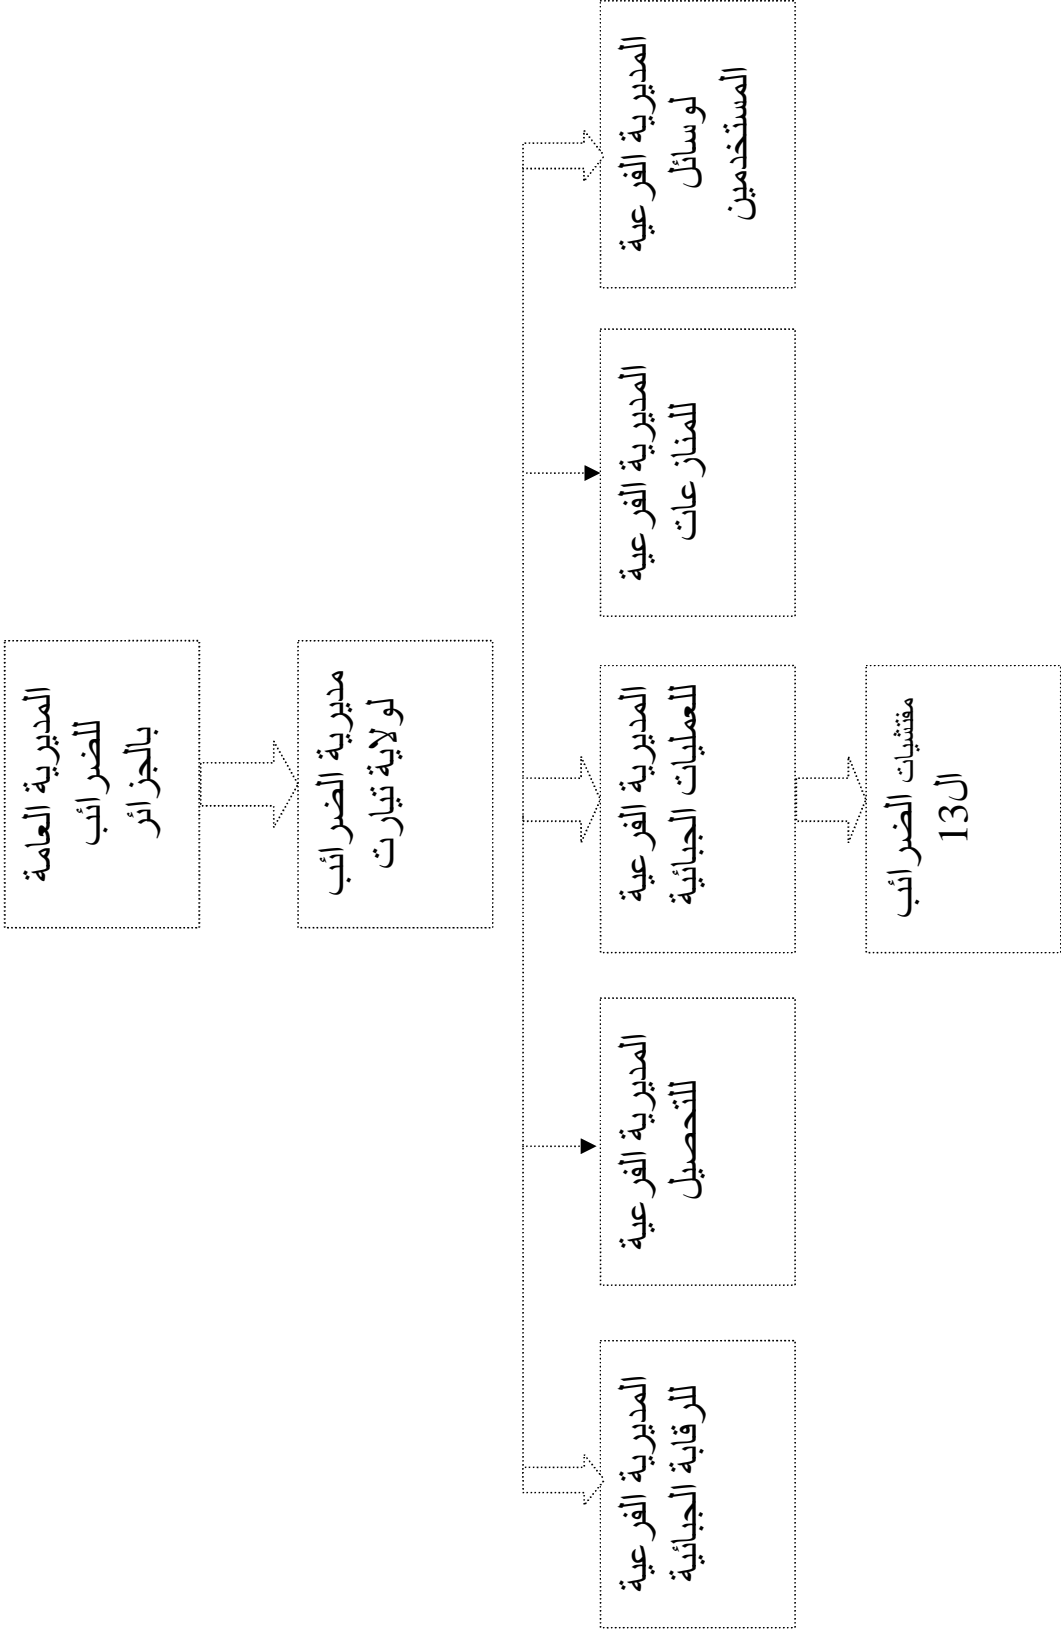 المديرية العامة
للضرائب
بالجزائر
مديرية الضرائب
لولاية تيارت
المديرية الفرعية
لوسائل
المستخدمين
المديرية الفرعية
للمنازعات
المديرية الفرعية
للعمليات الجبائية
المديرية الفرعية
للتحصيل
المديرية الفرعية
للرقابة الجبائية
مفتشيات الضرائب
ال13